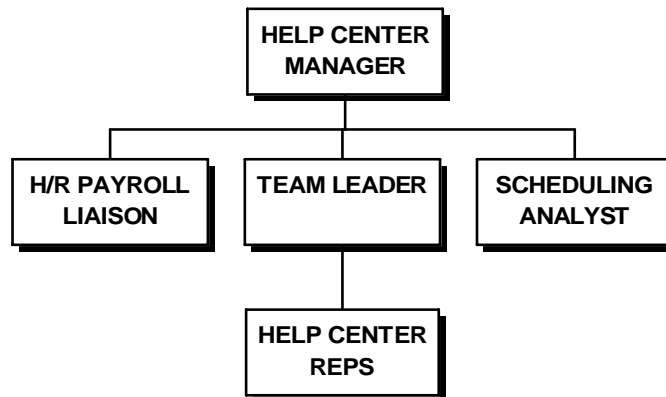 HELP CENTER
MANAGER
H/R PAYROLL
LIAISON
TEAM LEADER
SCHEDULING
ANALYST
HELP CENTER
REPS